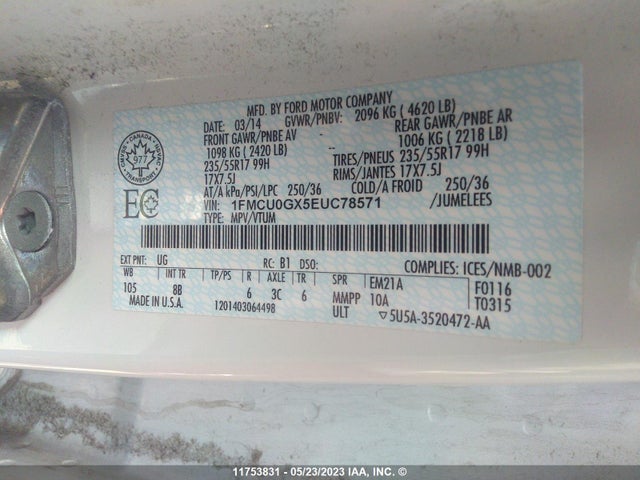 MFD. BY FORD MOTOR COMPANY
DATE: 03/14 GVWR/PNBV: 2096 KG ( 4620 LB)
FRONT GAWR/PNBE AV REAR GAWR/PNBE AR
1098 KG ( 2420 LB) 1006 KG ( 2218 LB)
235/55R17 99H TIRES/PNEUS 235/55R17 99H
17X7.5J RIMS/JANTES 17X7.5J
AT/A kPa/PSI/LPC 250/36 COLD/A FROID 250/36
VIN: 1FMCU0GX5EUC78571 /JUMELEES
TYPE: MPV/VTUM
CANADA
977
TRANSPORT
EC
EXT PNT: UG RC: B1 DSO: COMPLIES: ICES/NMB-002
WB INT TR TP/PS R AXLE TR SPR EM21A F0116
105 8B 6 3C 6 MMPP 10A T0315
MADE IN U.S.A. 1201403064498 ULT ▽5U5A-3520472-AA
11753831 - 05/23/2023 IAA, INC. ©